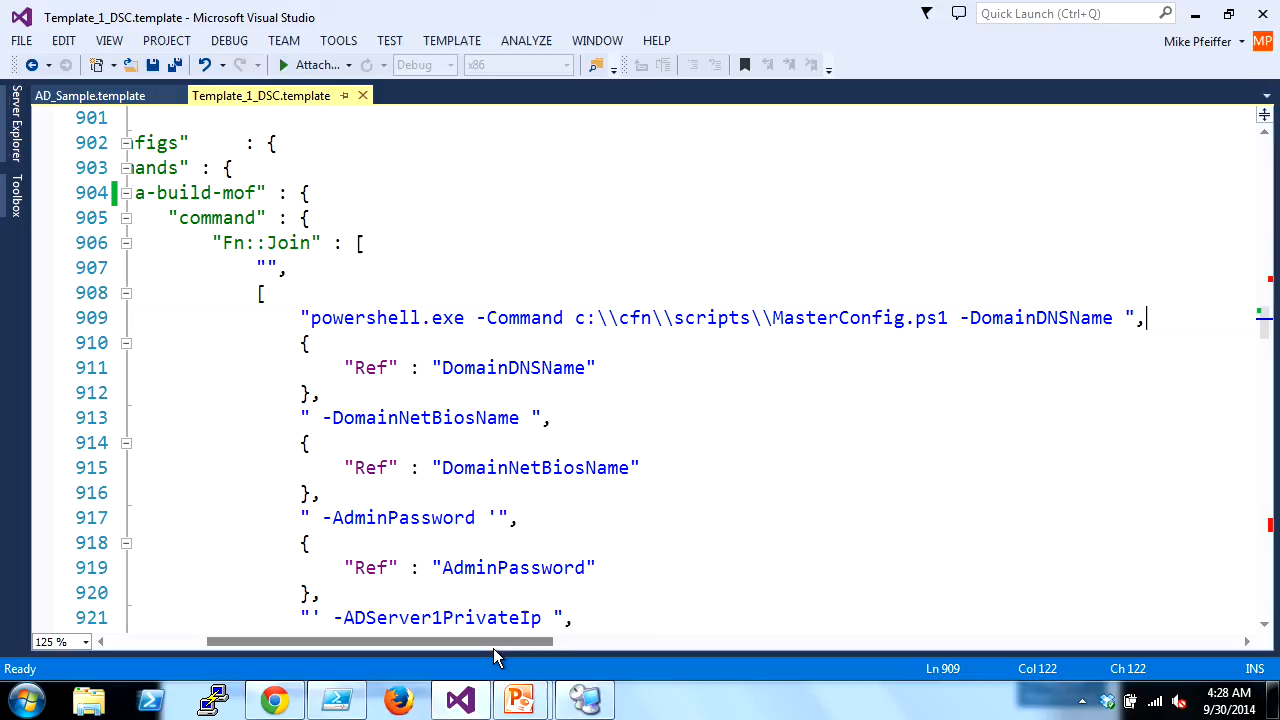 Template_1_DSC.template - Microsoft Visual Studio
Quick Launch (Ctrl+Q)
FILE EDIT VIEW PROJECT DEBUG TEAM TOOLS TEST TEMPLATE ANALYZE WINDOW HELP
Mike Pfeiffer MP
Attach... Debug x86
AD_Sample.template Template_1_DSC.template
Server Explorer
Toolbox
901
902 nfigs" : {
903 mands" : {
904 a-build-mof" : {
905 "command" : {
906 "Fn::Join" : [
907 "",
908 [
909 "powershell.exe -Command c:\\cfn\\scripts\\MasterConfig.ps1 -DomainDNSName ",
910 {
911 "Ref" : "DomainDNSName"
912 },
913 " -DomainNetBiosName ",
914 {
915 "Ref" : "DomainNetBiosName"
916 },
917 " -AdminPassword '",
918 {
919 "Ref" : "AdminPassword"
920 },
921 "' -ADServer1PrivateIp ",
125 %
Ready Ln 909 Col 122 Ch 122 INS
4:28 AM
9/30/2014